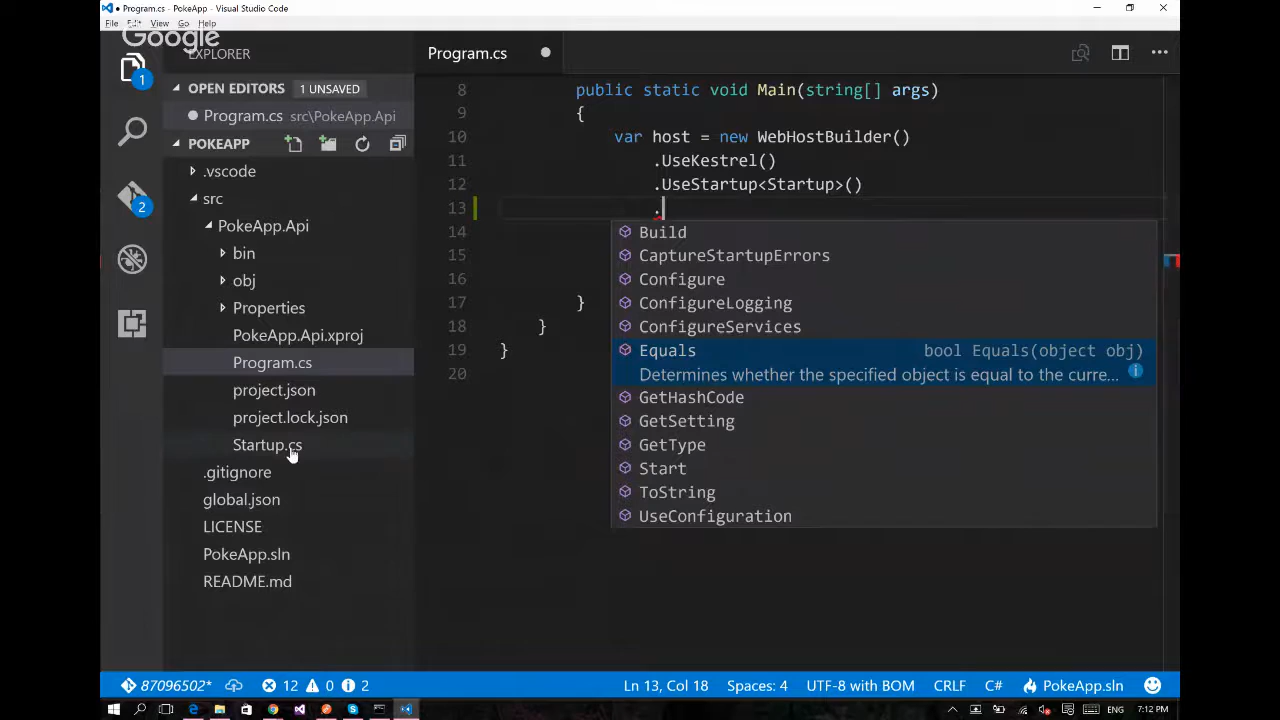 Program.cs - PokeApp - Visual Studio Code
File Edit View Go Help
Google
EXPLORER
Program.cs
OPEN EDITORS 1 UNSAVED
Program.cs src\PokeApp.Api
POKEAPP
.vscode
src
PokeApp.Api
bin
obj
Properties
PokeApp.Api.xproj
Program.cs
project.json
project.lock.json
Startup.cs
.gitignore
global.json
LICENSE
PokeApp.sln
README.md
1
2
8 public static void Main(string[] args)
9 {
10 var host = new WebHostBuilder()
11 .UseKestrel()
12 .UseStartup<Startup>()
13 .
14
15
16
17 }
18 }
19 }
20
Build
CaptureStartupErrors
Configure
ConfigureLogging
ConfigureServices
Equals bool Equals(object obj)
Determines whether the specified object is equal to the curre...
GetHashCode
GetSetting
GetType
Start
ToString
UseConfiguration
87096502* 12 0 2 Ln 13, Col 18 Spaces: 4 UTF-8 with BOM CRLF C# PokeApp.sln
ENG 7:12 PM